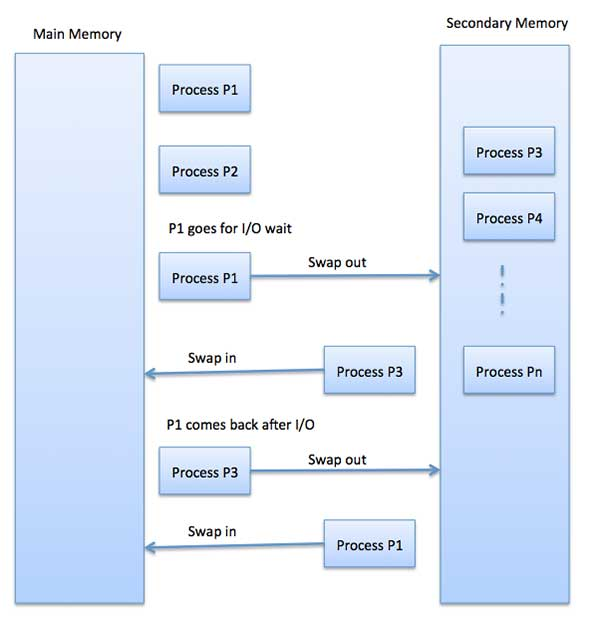 Main Memory
Secondary Memory
Process P1
Process P2
Process P3
Process P4
P1 goes for I/O wait
Process P1
Swap out
Swap in
Process P3
Process Pn
P1 comes back after I/O
Process P3
Swap out
Swap in
Process P1